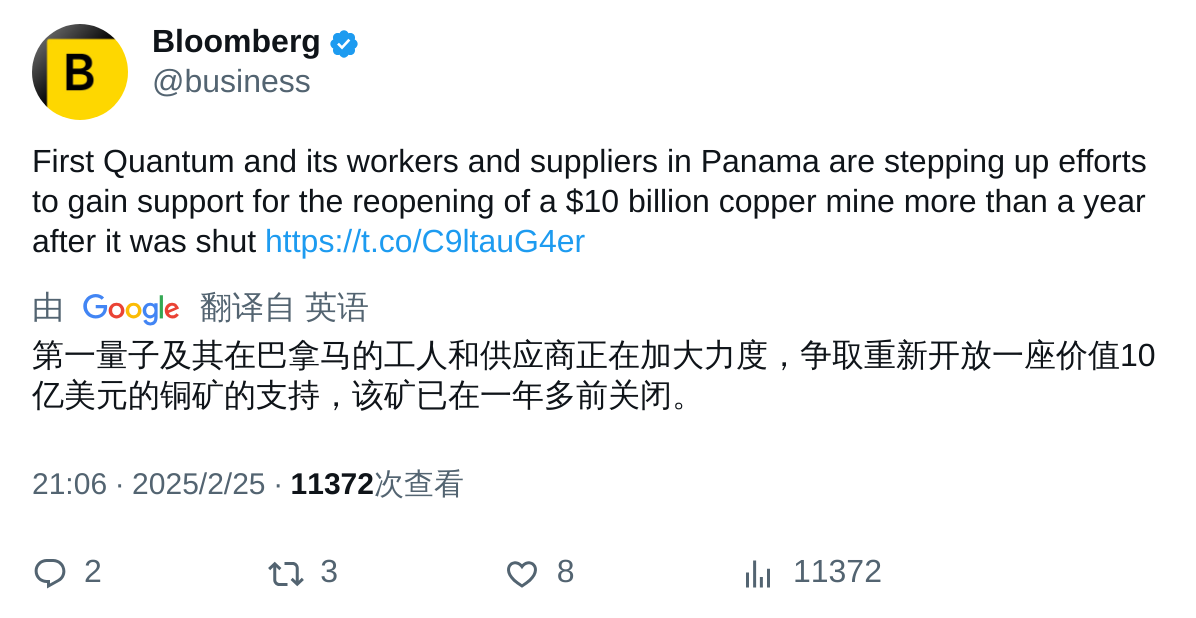 B
Bloomberg
@business
First Quantum and its workers and suppliers in Panama are stepping up efforts
to gain support for the reopening of a $10 billion copper mine more than a year
after it was shut https://t.co/C9ltauG4er
由 Google 翻译自 英语
第一量子及其在巴拿马的工人和供应商正在加大力度，争取重新开放一座价值10
亿美元的铜矿的支持，该矿已在一年多前关闭。
21:06 · 2025/2/25 · 11372次查看
2 3 8 11372